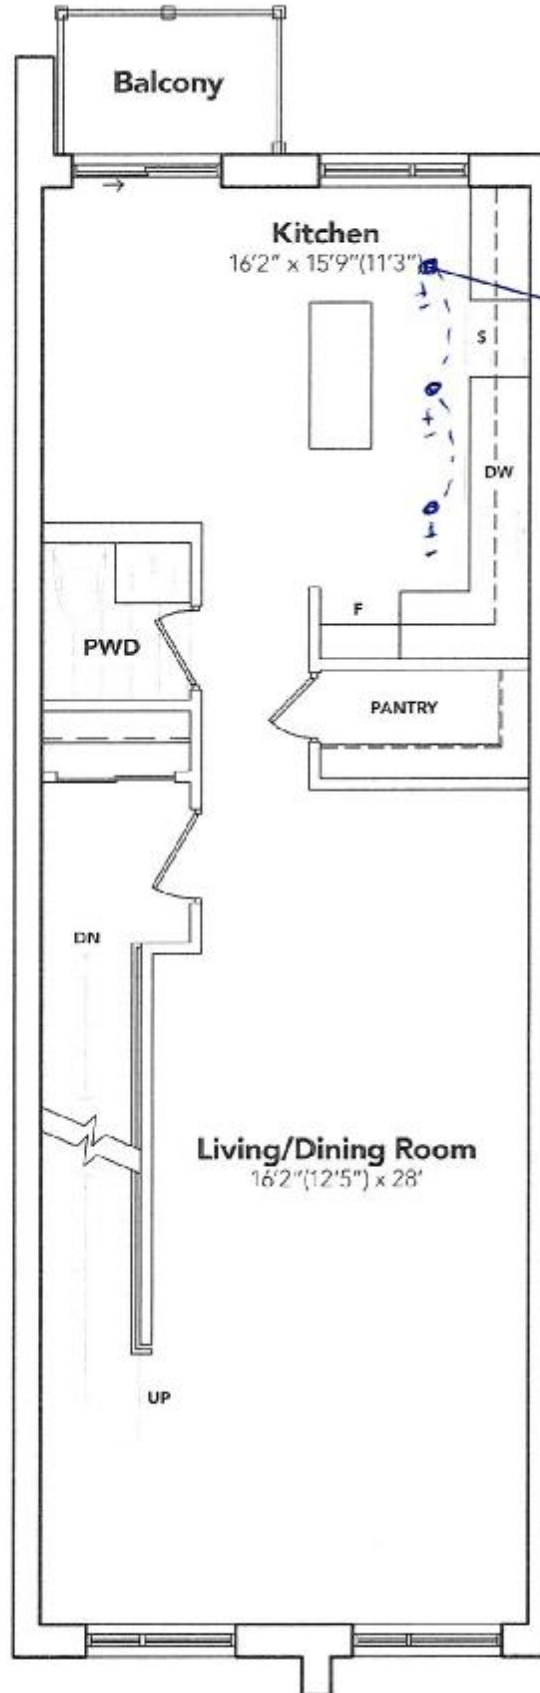 Balcony
Kitchen
16'2" x 15'9"(11'3")
S
DW
F
PWD
PANTRY
DN
Living/Dining Room
16'2"(12'5") x 28'
UP